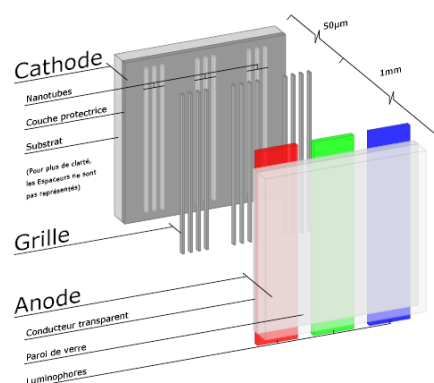 50µm
1mm
Cathode
Nanotubes
Couche protectrice
Substrat
(Pour plus de clarté,
les Espaceurs ne sont
pas représentés)
Grille
Anode
Conducteur transparent
Paroi de verre
Luminophores